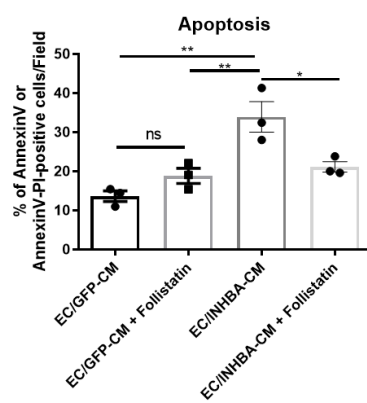 Apoptosis
% of AnnexinV or
AnnexinV-PI-positive cells/Field
50
40
30
20
10
0
**
**
*
ns
EC/GFP-CM
EC/GFP-CM + Follistatin
EC/INHBA-CM
EC/INHBA-CM + Follistatin